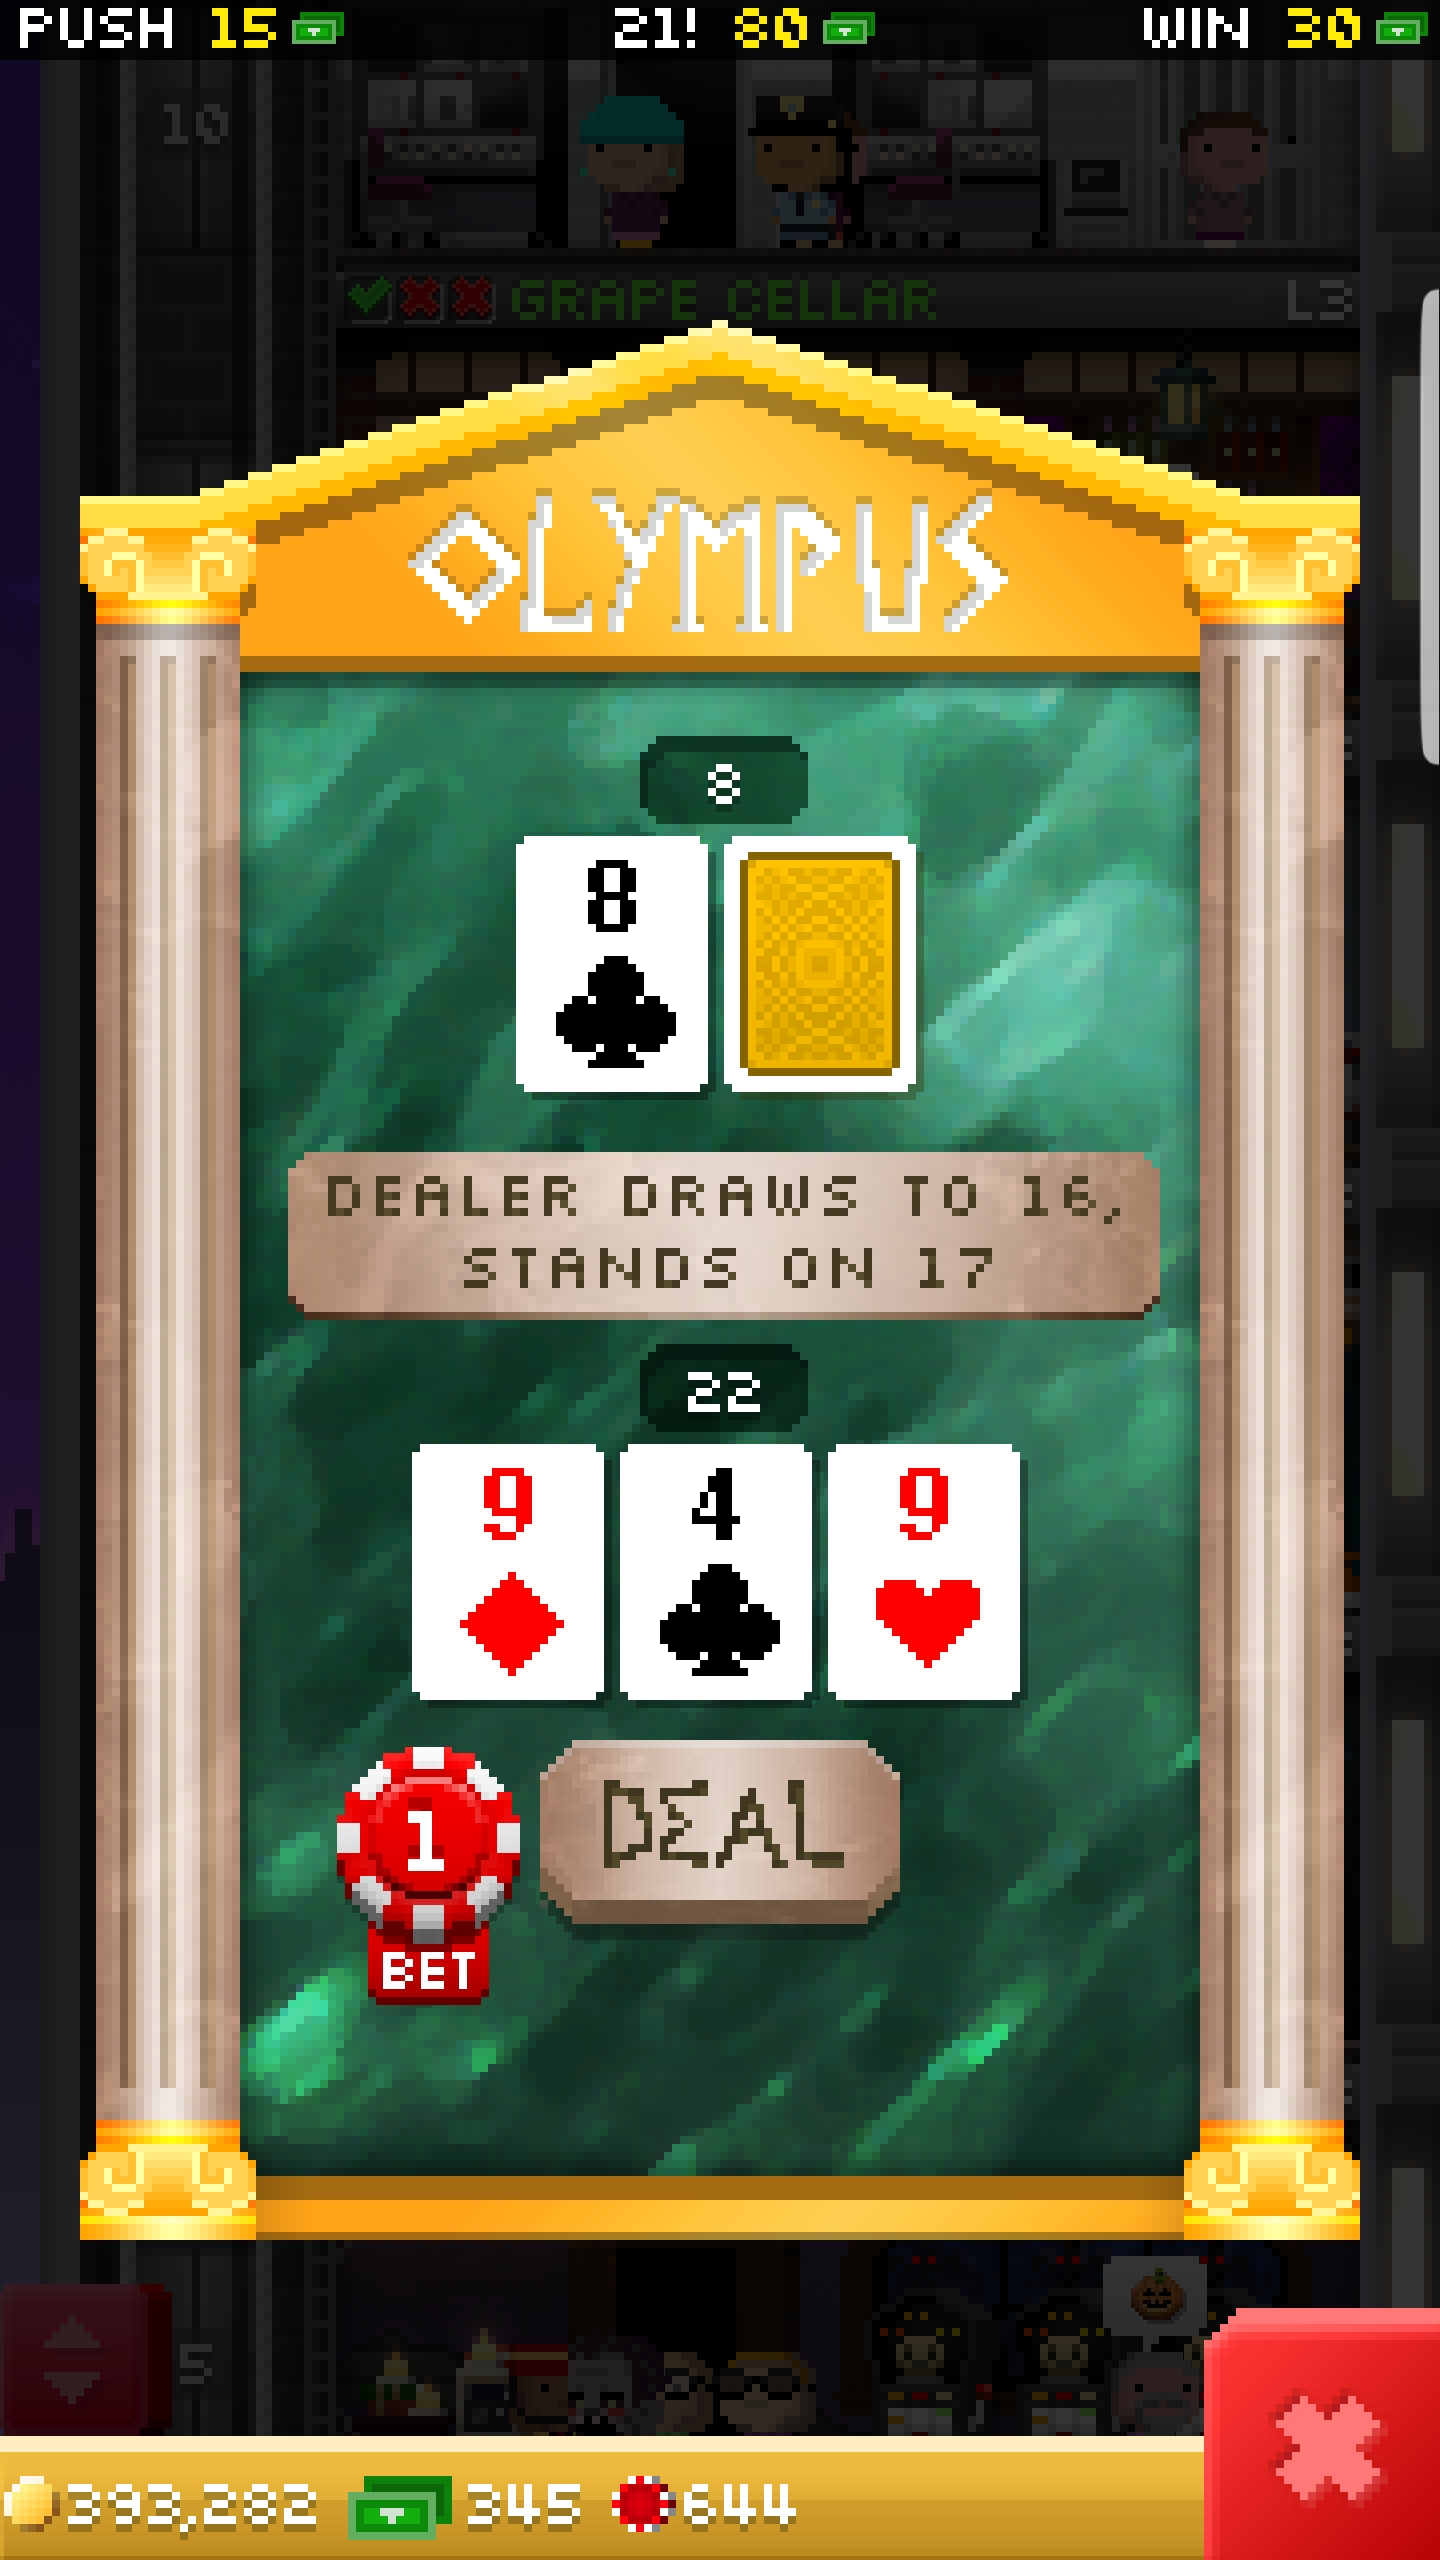 PUSH 15 21! 80 WIN 30
10
GRAPE CELLAR L3
OLYMPUS
8
8
DEALER DRAWS TO 16,
STANDS ON 17
22
9 4 9
1 DEAL
BET
5
393,282 345 644